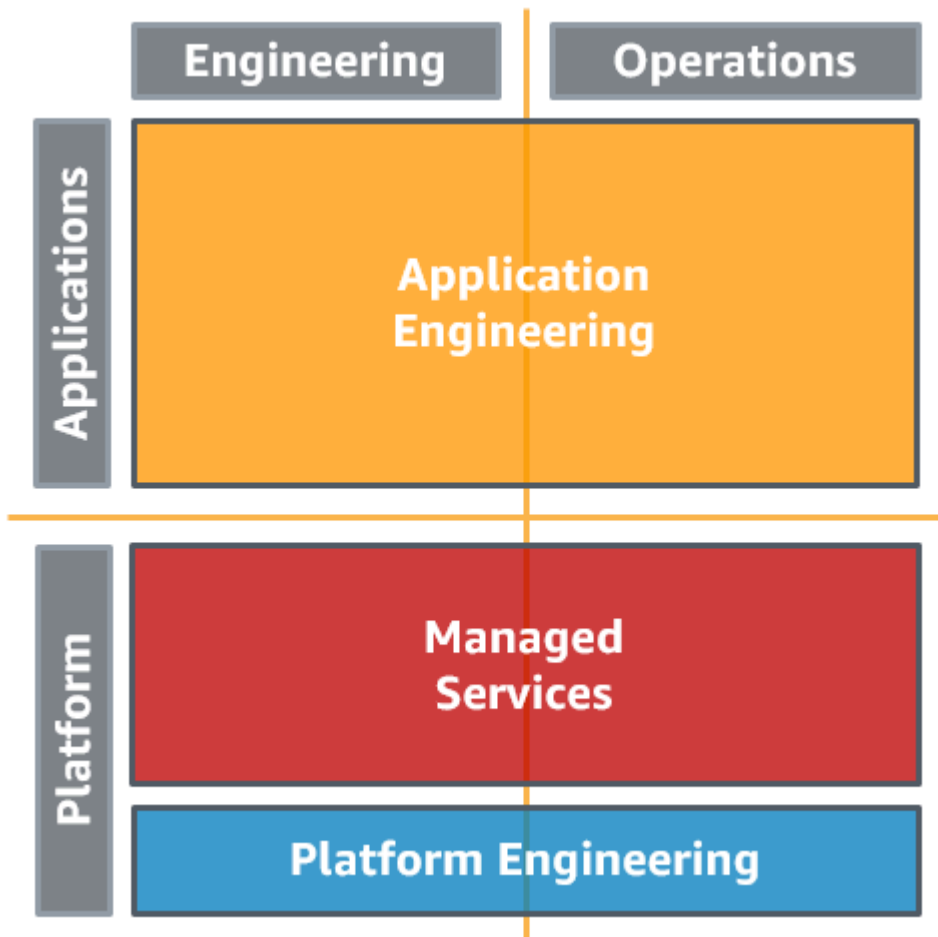 Engineering
Operations
Applications
Application
Engineering
Platform
Managed
Services
Platform Engineering